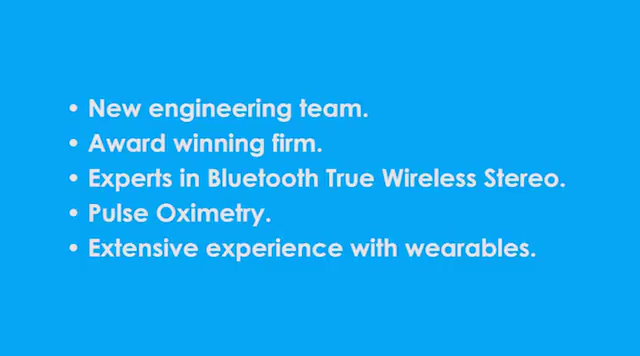 • New engineering team.
• Award winning firm.
• Experts in Bluetooth True Wireless Stereo.
• Pulse Oximetry.
• Extensive experience with wearables.